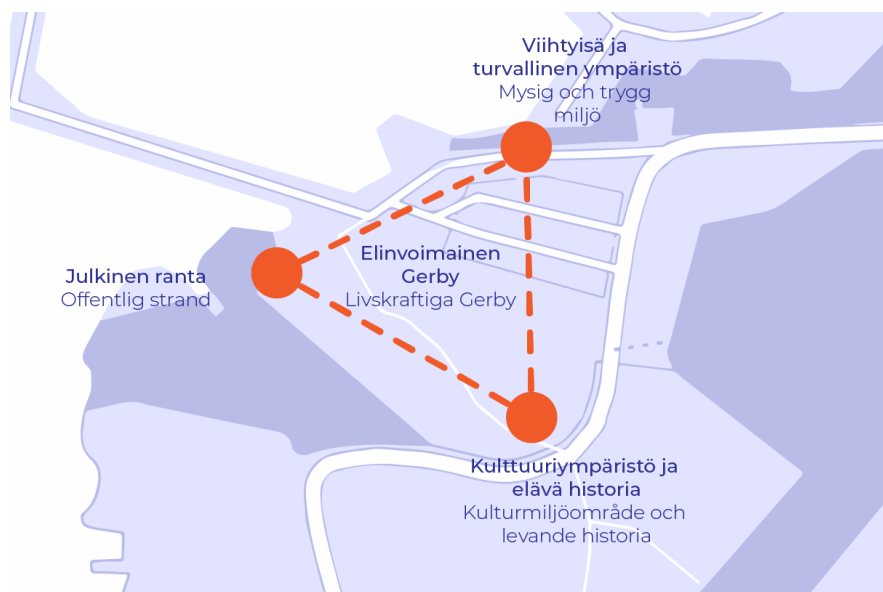 Viihtyisä ja
turvallinen ympäristö
Mysig och trygg
miljö
Elinvoimainen
Gerby
Livskraftiga Gerby
Julkinen ranta
Offentlig strand
Kulttuuriympäristö ja
elävä historia
Kulturmiljöområde och
levande historia